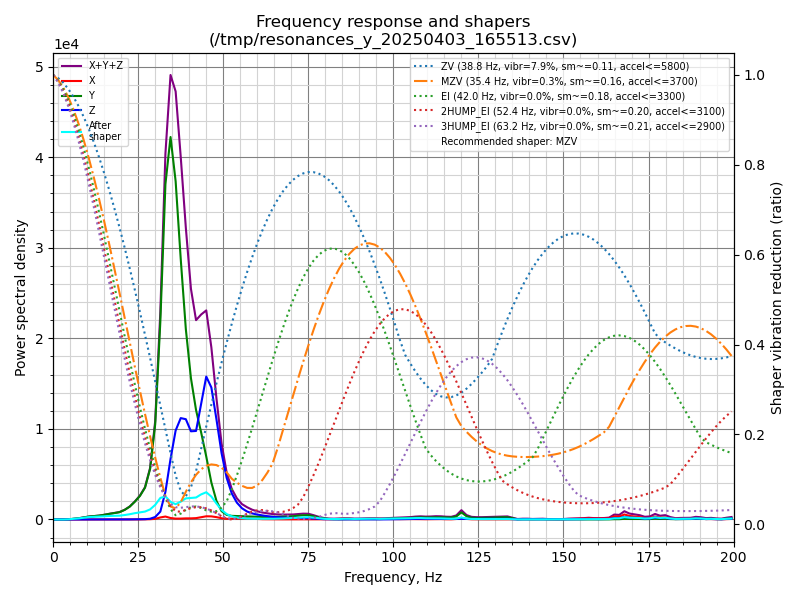 Frequency response and shapers
(/tmp/resonances_y_20250403_165513.csv)
1e4
X+Y+Z
X
Y
Z
After
shaper
ZV (38.8 Hz, vibr=7.9%, sm~=0.11, accel<=5800)
MZV (35.4 Hz, vibr=0.3%, sm~=0.16, accel<=3700)
EI (42.0 Hz, vibr=0.0%, sm~=0.18, accel<=3300)
2HUMP_EI (52.4 Hz, vibr=0.0%, sm~=0.20, accel<=3100)
3HUMP_EI (63.2 Hz, vibr=0.0%, sm~=0.21, accel<=2900)
Recommended shaper: MZV
Power spectral density
5
4
3
2
1
0
1.0
0.8
0.6
0.4
0.2
0.0
Shaper vibration reduction (ratio)
0 25 50 75 100 125 150 175 200
Frequency, Hz